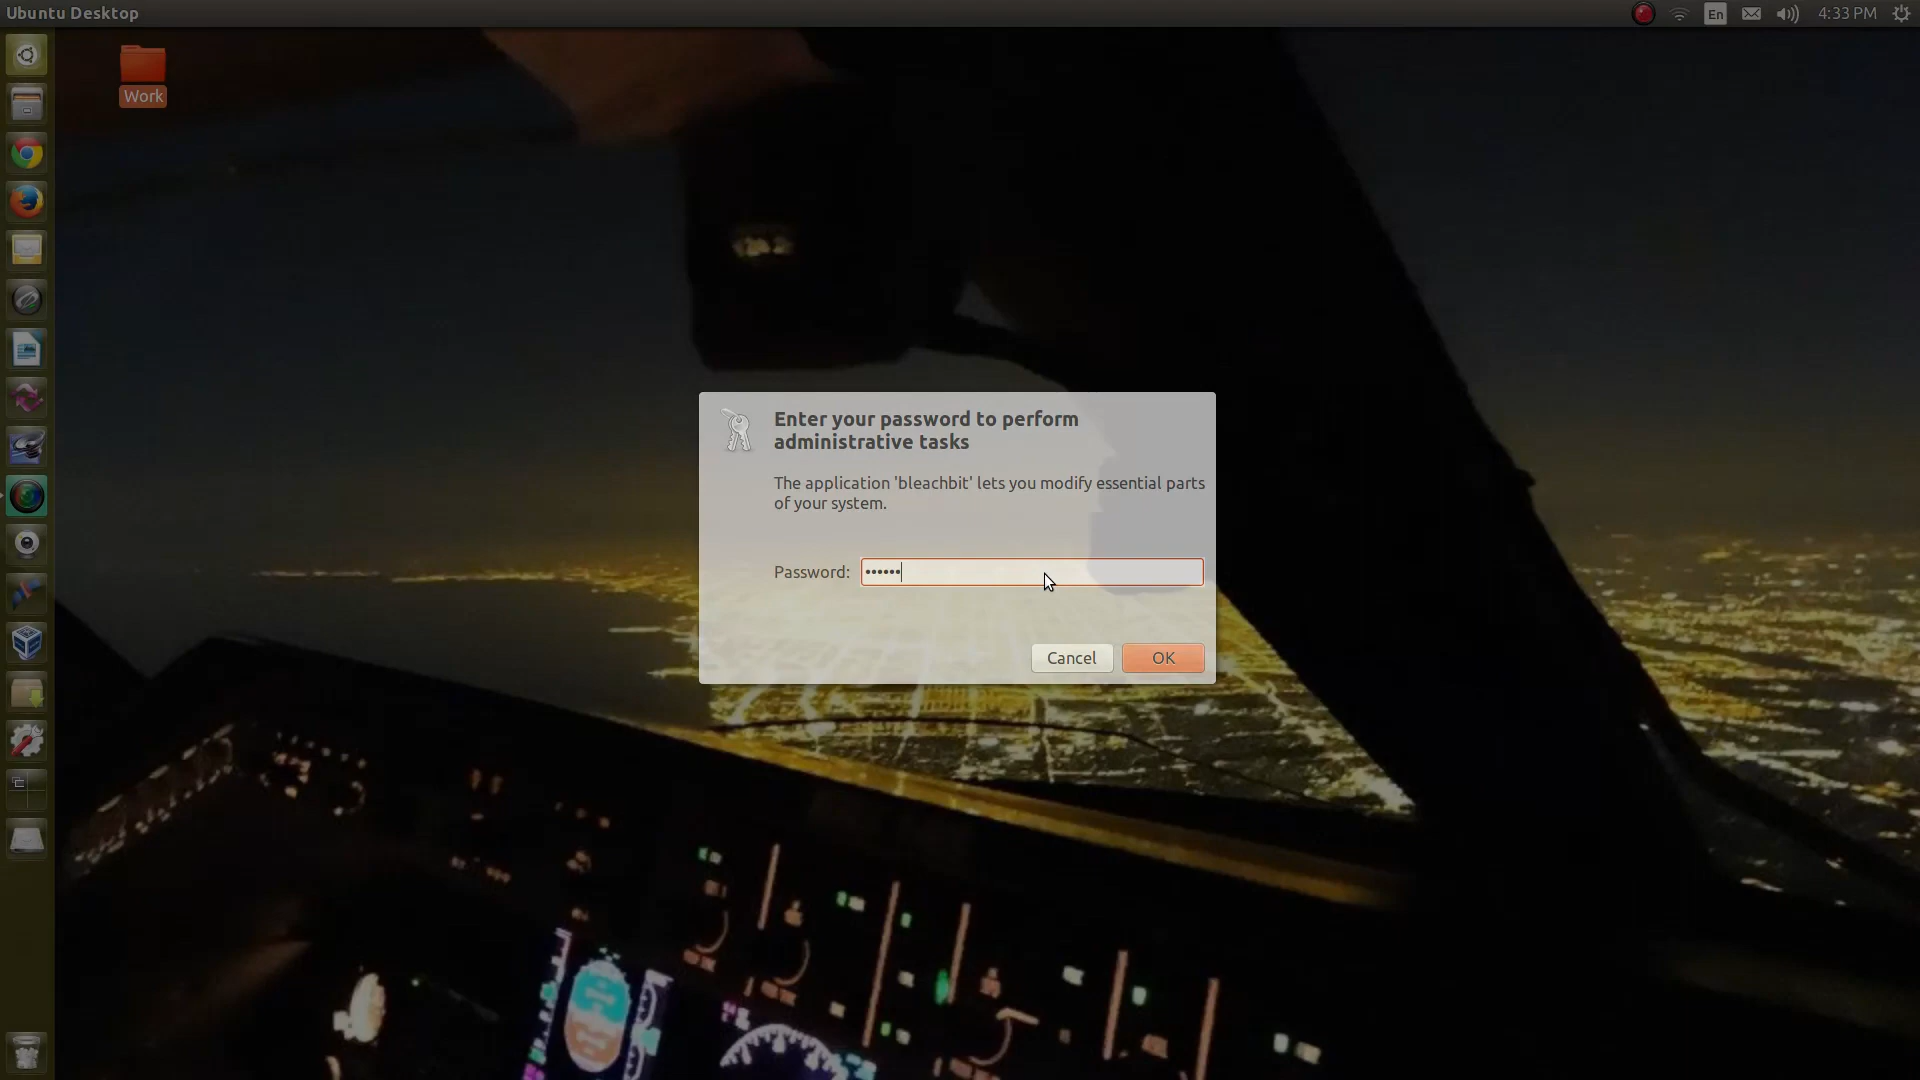 Ubuntu Desktop
En
4:33 PM
Work
Enter your password to perform
administrative tasks
The application 'bleachbit' lets you modify essential parts
of your system.
Password: ••••••
Cancel
OK